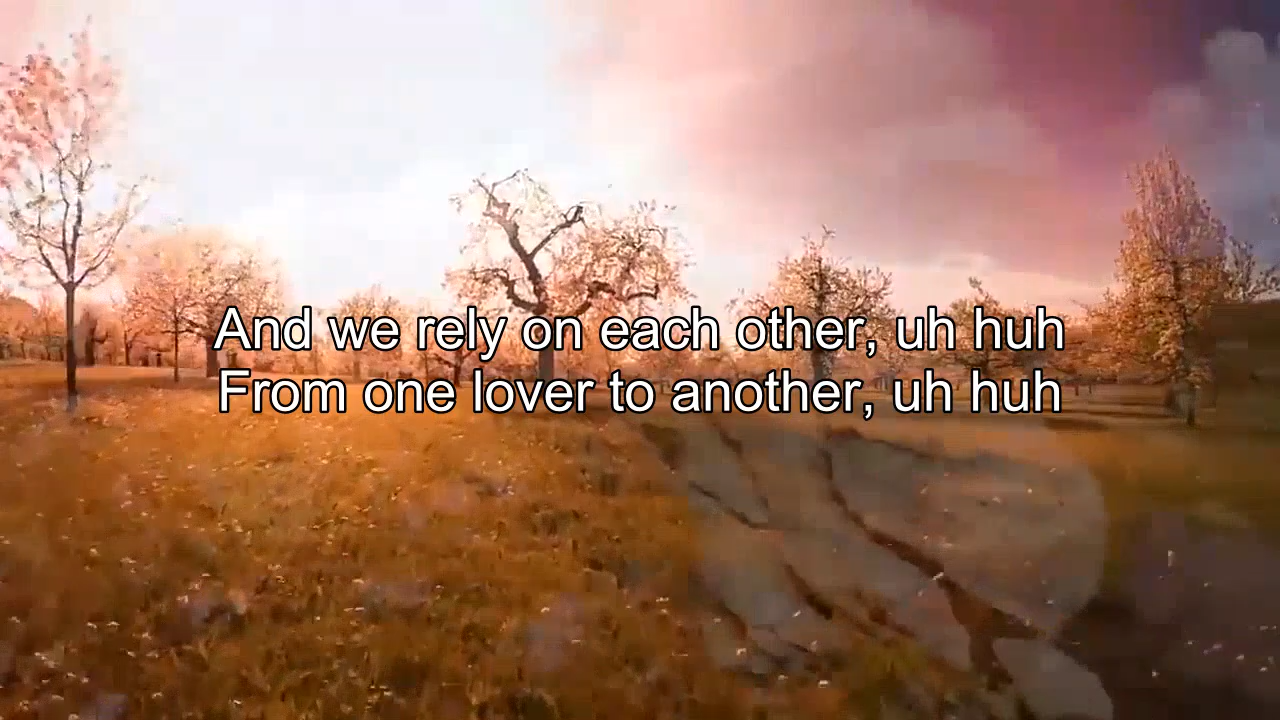 And we rely on each other, uh huh
From one lover to another, uh huh